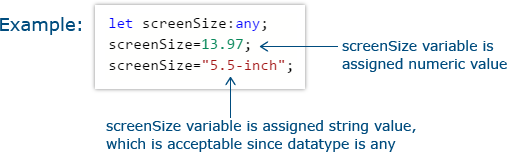 Example:
let screenSize:any;
screenSize=13.97;
screenSize="5.5-inch";
screenSize variable is
assigned numeric value
screenSize variable is assigned string value,
which is acceptable since datatype is any